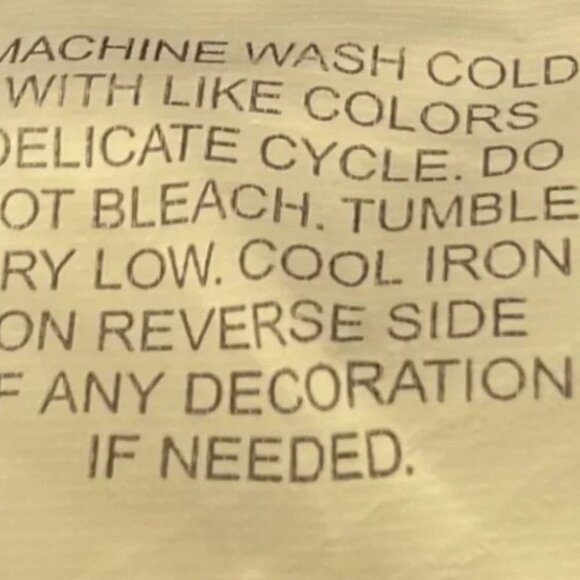 MACHINE WASH COLD
WITH LIKE COLORS
DELICATE CYCLE. DO
OT BLEACH. TUMBLE
RY LOW. COOL IRON
ON REVERSE SIDE
F ANY DECORATION
IF NEEDED.